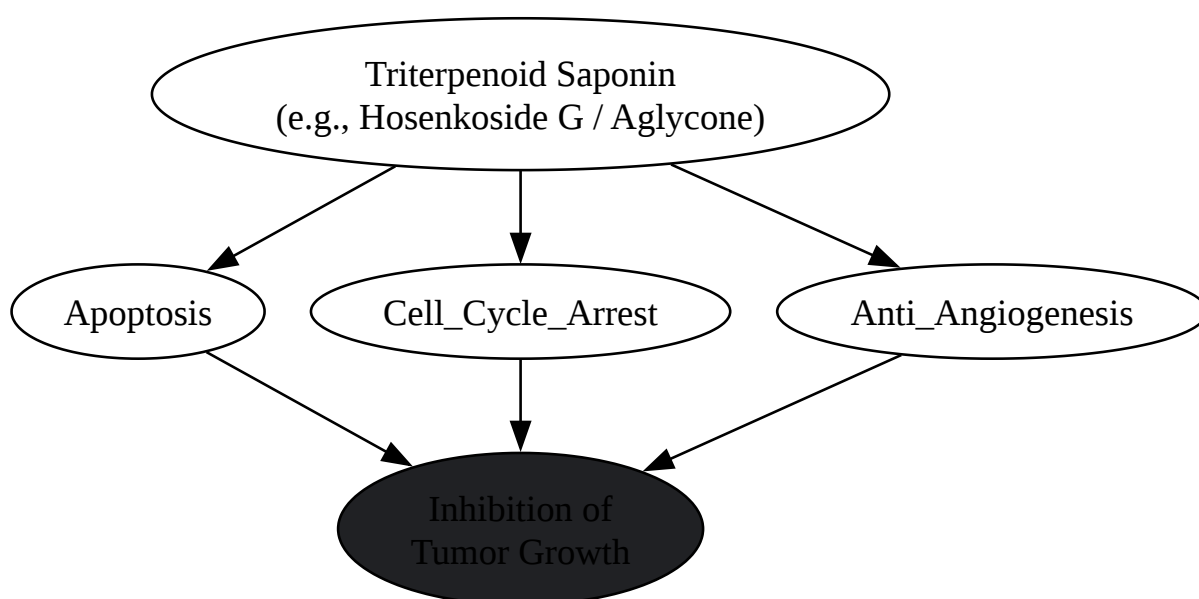 Triterpenoid Saponin
(e.g., Hosenkoside G / Aglycone)
Apoptosis
Cell_Cycle_Arrest
Anti_Angiogenesis
Inhibition of
Tumor Growth